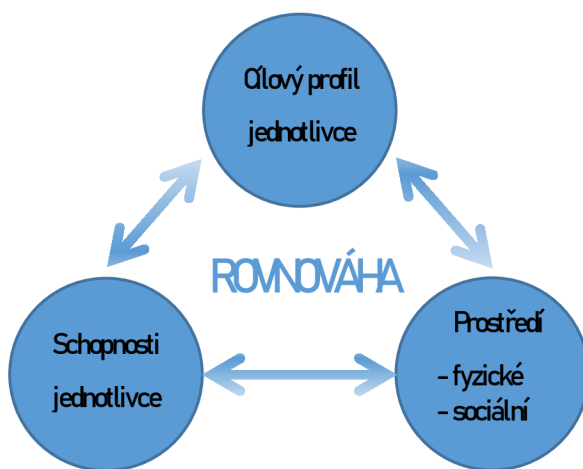 Cílový profil
jednotlivce
ROVNOVÁHA
Schopnosti
jednotlivce
Prostředí
- fyzické
- sociální